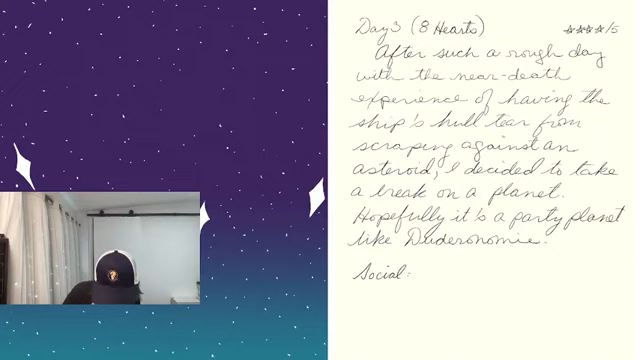 Day 3 (8 Hearts) ☆☆☆☆/5
After such a rough day
with the near-death
experience of having the
ship's hull tear from
scraping against an
asteroid, I decided to take
a break on a planet.
Hopefully it's a party planet
like Duderonomie.
Social: